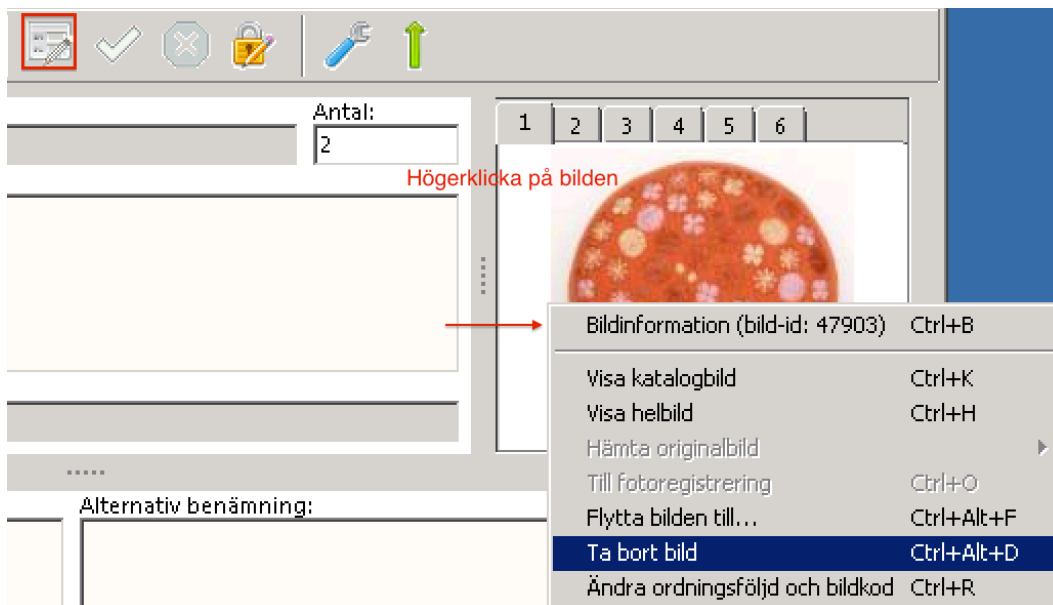 Antal:
2
1 2 3 4 5 6
Högerklicka på bilden
Bildinformation (bild-id: 47903) Ctrl+B
Visa katalogbild Ctrl+K
Visa helbild Ctrl+H
Hämta originalbild
Till fotoregistrering Ctrl+O
Alternativ benämning:
Flytta bilden till... Ctrl+Alt+F
Ta bort bild Ctrl+Alt+D
Ändra ordningsföljd och bildkod Ctrl+R